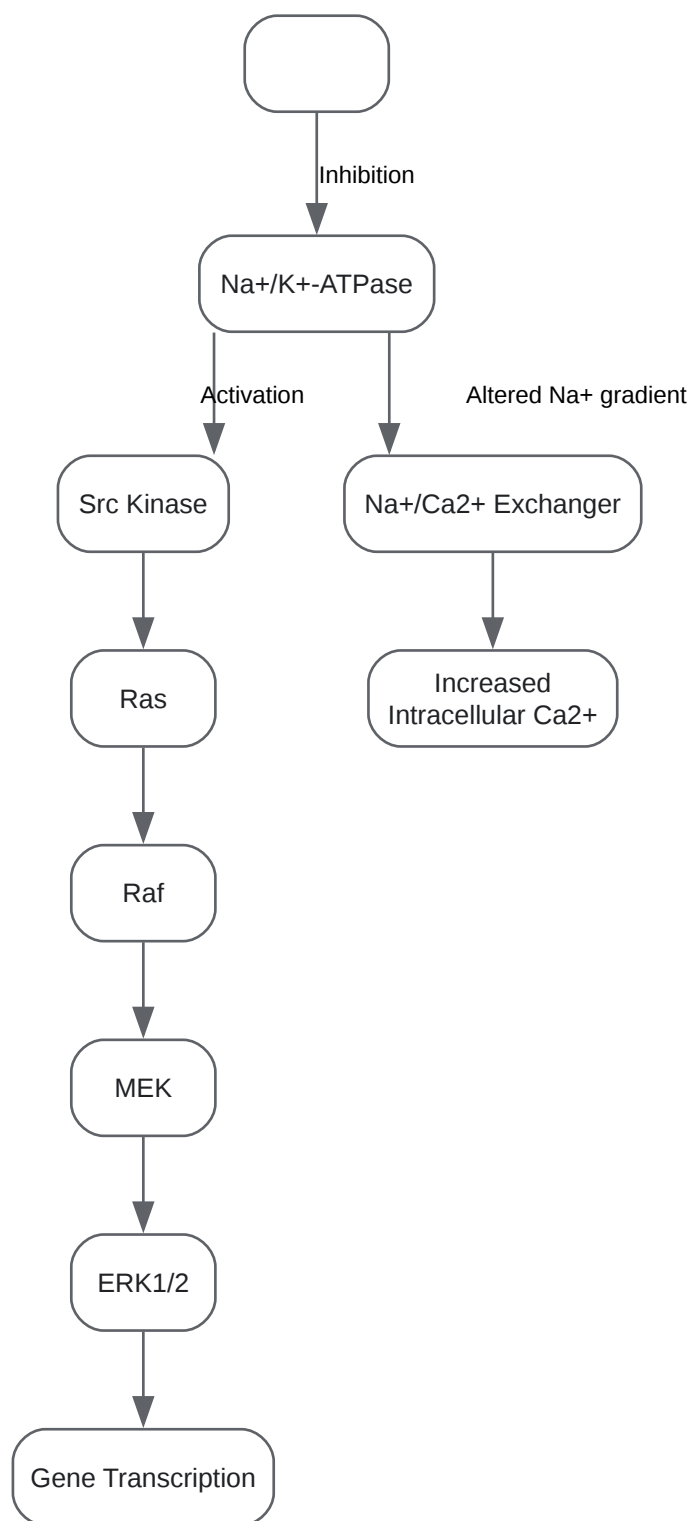 Inhibition
Na+/K+-ATPase
Activation
Altered Na+ gradient
Src Kinase
Na+/Ca2+ Exchanger
Ras
Increased
Intracellular Ca2+
Raf
MEK
ERK1/2
Gene Transcription